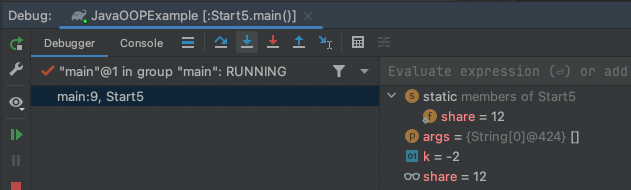 Debug: JavaOOPExample [:Start5.main()] ×
Debugger Console
"main"@1 in group "main": RUNNING
Evaluate expression (⏎) or add
main:9, Start5
static members of Start5
share = 12
args = {String[0]@424} []
k = -2
share = 12